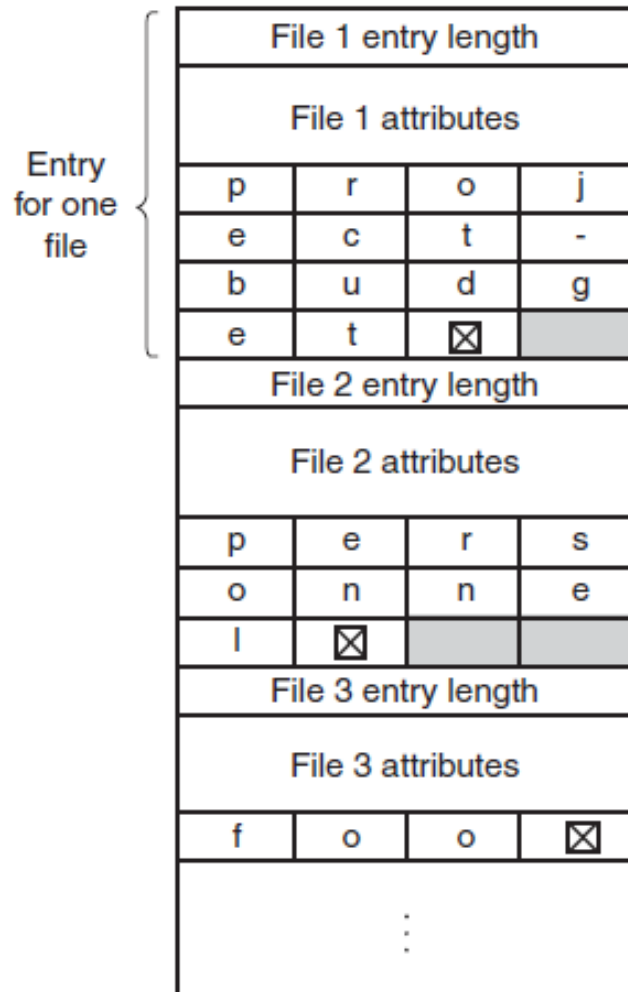 File 1 entry length
File 1 attributes
Entry
for one
file
p r o j
e c t -
b u d g
e t ☒
File 2 entry length
File 2 attributes
p e r s
o n n e
l ☒
File 3 entry length
File 3 attributes
f o o ☒
⋮